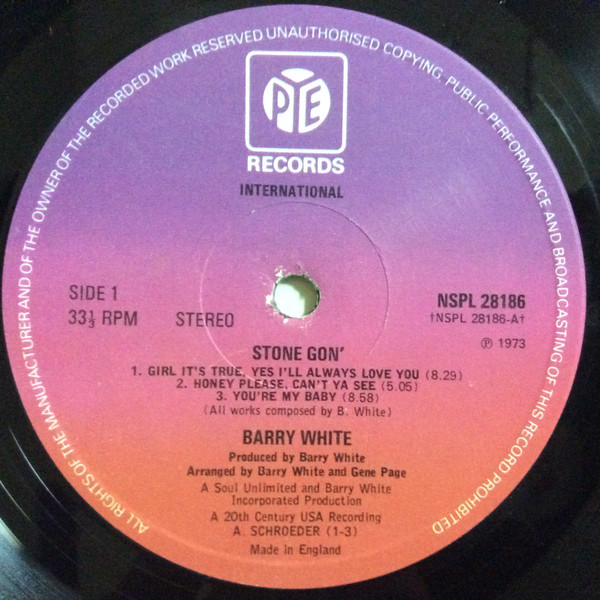 ALL RIGHTS OF THE MANUFACTURER AND OF THE OWNER OF THE RECORDED WORK RESERVED UNAUTHORISED COPYING, PUBLIC PERFORMANCE AND BROADCASTING OF THIS RECORD PROHIBITED
PYE
RECORDS
INTERNATIONAL
SIDE 1
33⅓ RPM
STEREO
NSPL 28186
†NSPL 28186-A†
℗ 1973
STONE GON'
1. GIRL IT'S TRUE, YES I'LL ALWAYS LOVE YOU (8.29)
2. HONEY PLEASE, CAN'T YA SEE (5.05)
3. YOU'RE MY BABY (8.58)
(All works composed by B. White)
BARRY WHITE
Produced by Barry White
Arranged by Barry White and Gene Page
A Soul Unlimited and Barry White
Incorporated Production
A 20th Century USA Recording
A. SCHROEDER (1-3)
Made in England